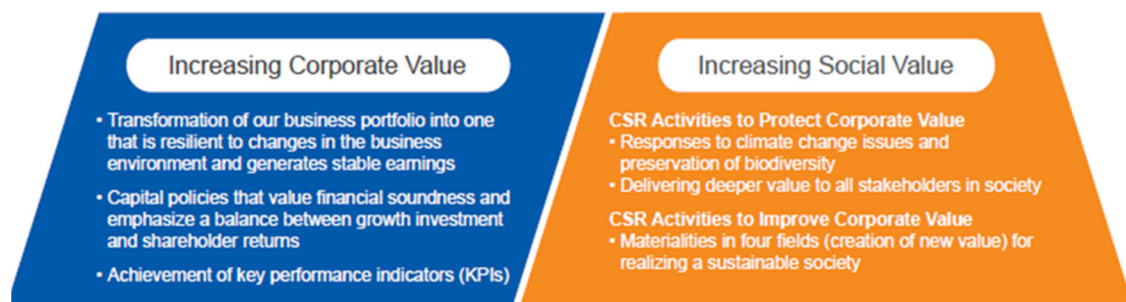 Increasing Corporate Value
• Transformation of our business portfolio into one
that is resilient to changes in the business
environment and generates stable earnings
• Capital policies that value financial soundness and
emphasize a balance between growth investment
and shareholder returns
• Achievement of key performance indicators (KPIs)
Increasing Social Value
CSR Activities to Protect Corporate Value
• Responses to climate change issues and
preservation of biodiversity
• Delivering deeper value to all stakeholders in society
CSR Activities to Improve Corporate Value
• Materialities in four fields (creation of new value) for
realizing a sustainable society